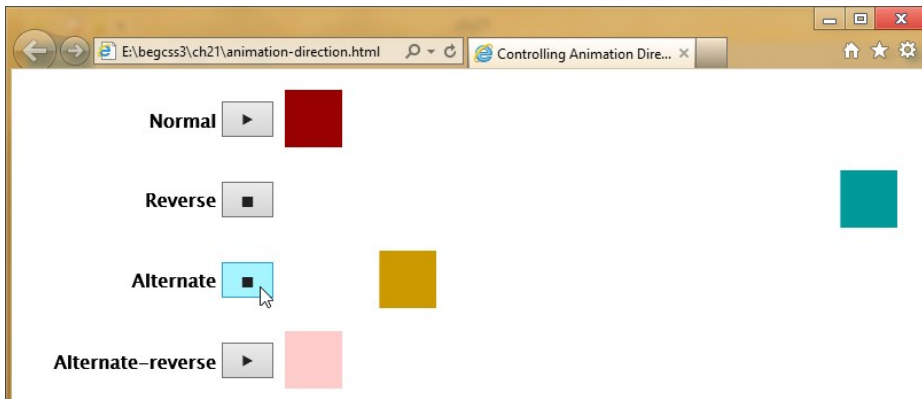 E:\begcss3\ch21\animation-direction.html
Controlling Animation Dire...
Normal
Reverse
Alternate
Alternate-reverse